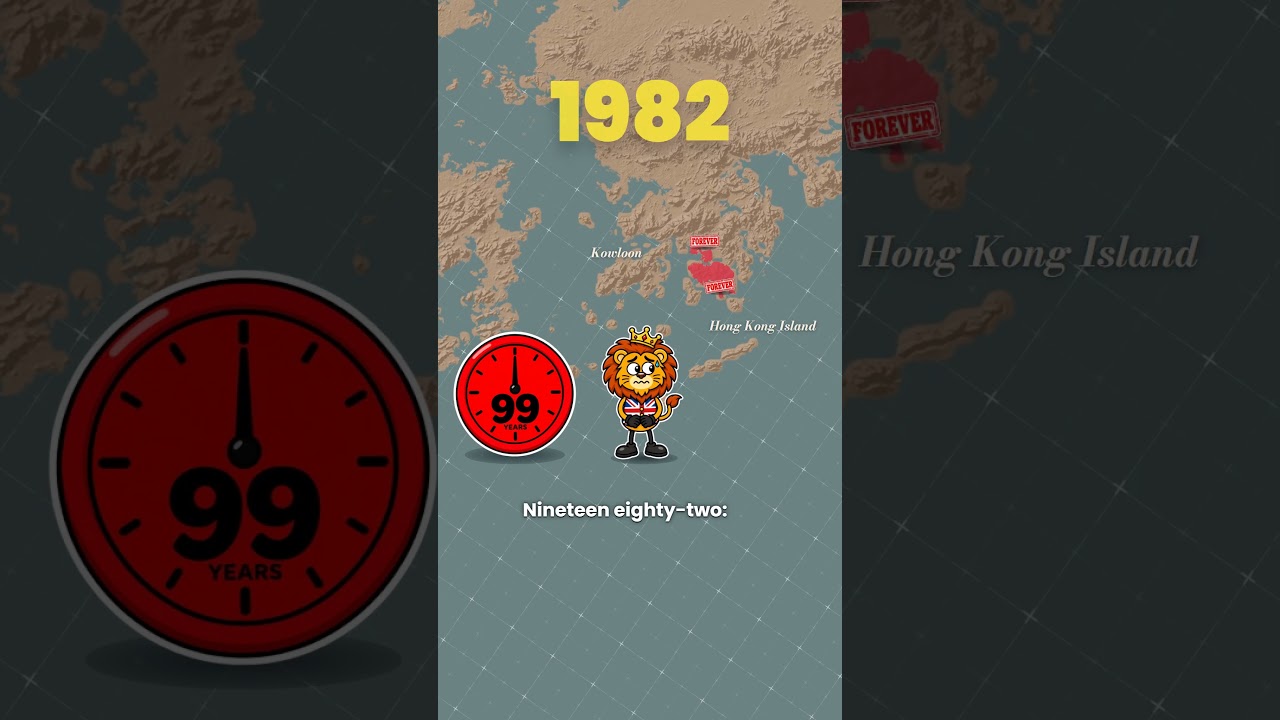 1982
Kowloon
FOREVER
FOREVER
Hong Kong Island
99
YEARS
Nineteen eighty-two:
99
YEARS
FOREVER
Hong Kong Island